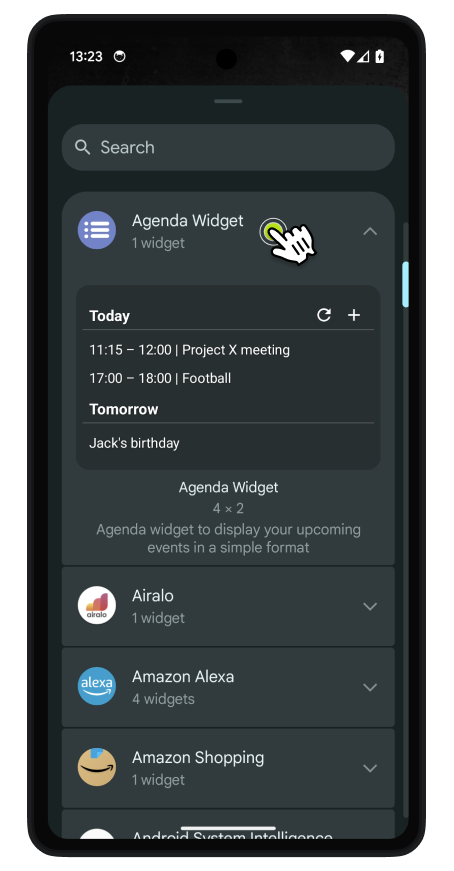 13:23
Search
Agenda Widget
1 widget
Today
11:15 – 12:00 | Project X meeting
17:00 – 18:00 | Football
Tomorrow
Jack's birthday
Agenda Widget
4 × 2
Agenda widget to display your upcoming
events in a simple format
airalo
Airalo
1 widget
alexa
Amazon Alexa
4 widgets
Amazon Shopping
1 widget
Android System Intelligence